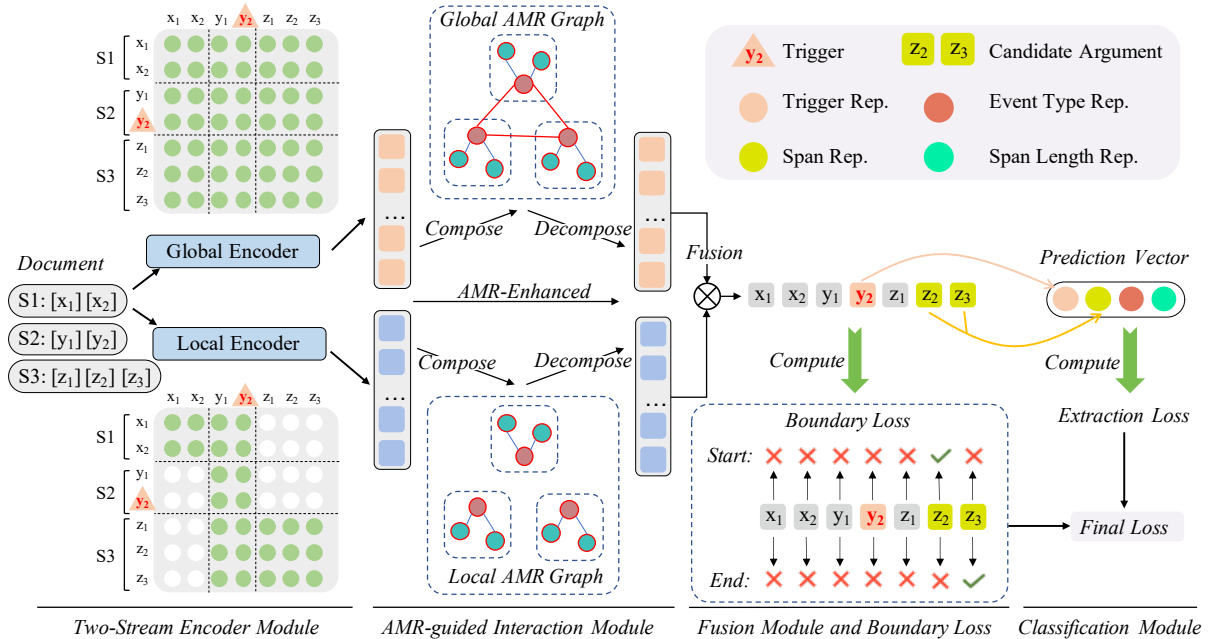 x₁ x₂ y₁ y₂ z₁ z₂ z₃
S1
x₁
x₂
S2
y₁
y₂
S3
z₁
z₂
z₃
Document
S1: [x₁] [x₂]
S2: [y₁] [y₂]
S3: [z₁] [z₂] [z₃]
Global Encoder
Local Encoder
x₁ x₂ y₁ y₂ z₁ z₂ z₃
S1
x₁
x₂
S2
y₁
y₂
S3
z₁
z₂
z₃
Two-Stream Encoder Module
Global AMR Graph
...
Compose
Decompose
...
AMR-Enhanced
...
Compose
Decompose
...
Local AMR Graph
AMR-guided Interaction Module
y₂ Trigger
z₂ z₃ Candidate Argument
Trigger Rep.
Event Type Rep.
Span Rep.
Span Length Rep.
Fusion
x₁ x₂ y₁ y₂ z₁ z₂ z₃
Prediction Vector
Compute
Compute
Boundary Loss
Start:
x₁ x₂ y₁ y₂ z₁ z₂ z₃
End:
Extraction Loss
Final Loss
Fusion Module and Boundary Loss
Classification Module